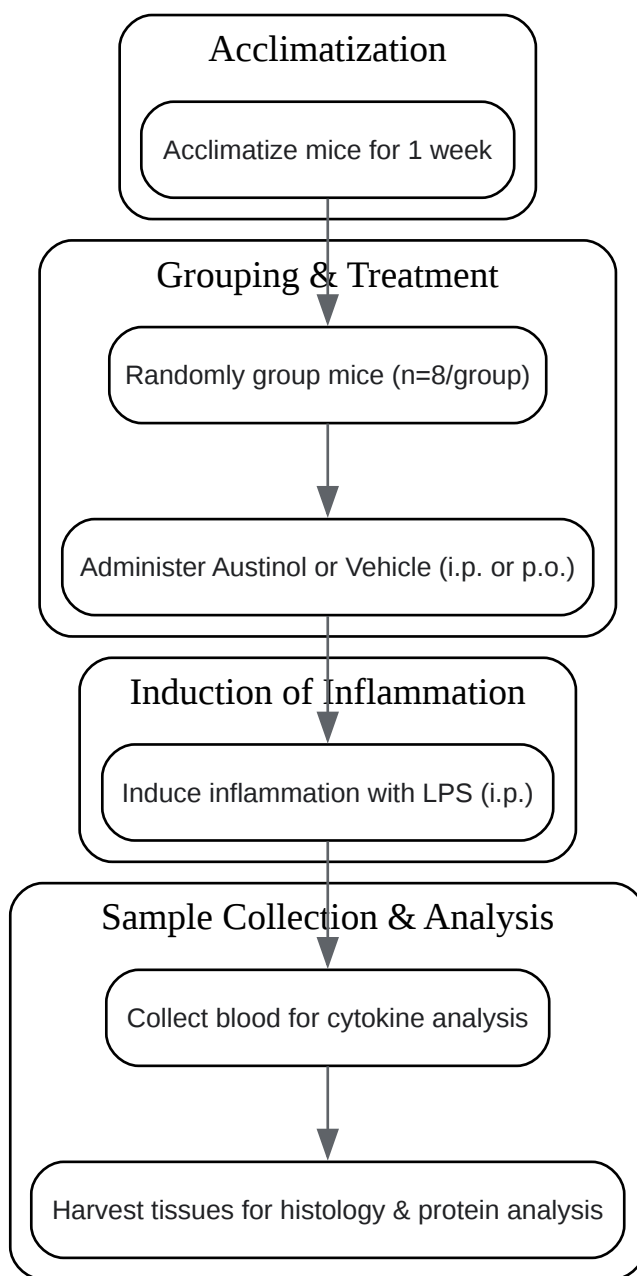 Acclimatization
Acclimatize mice for 1 week
Grouping & Treatment
Randomly group mice (n=8/group)
Administer Austinol or Vehicle (i.p. or p.o.)
Induction of Inflammation
Induce inflammation with LPS (i.p.)
Sample Collection & Analysis
Collect blood for cytokine analysis
Harvest tissues for histology & protein analysis